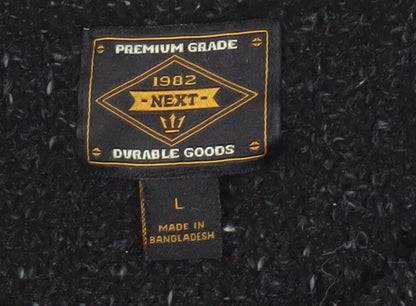 PREMIUM GRADE
1982
-NEXT-
DURABLE GOODS
L
MADE IN
BANGLADESH